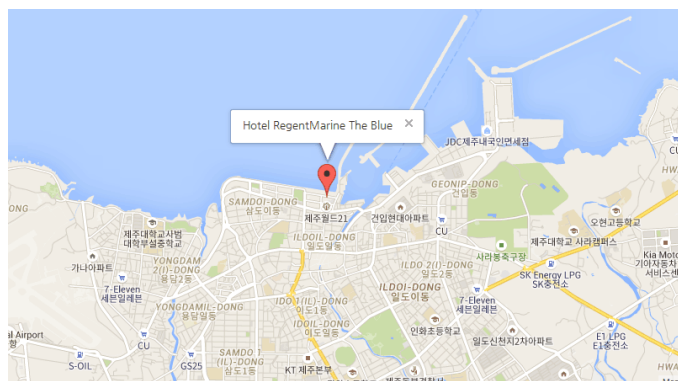 Hotel RegentMarine The Blue
JDC제주내국인면세점
CU
GEONIP-DONG
건입동
SAMDOI-DONG
삼도이동
제주월드21
건입현대아파트
CU
오현고등학교
제주대학교 사라캠퍼스
사라봉축구장
제주대학교사범
대학부설중학교
ILDOIL-DONG
일도일동
YONGDAM
2(I)-DONG
용담2동
가나아파트
IDO 2(I)-DONG
일도2동
Kia Moto
기아자동차
서비스센
SK Energy LPG
SK충전소
ILDOI-DONG
일도이동
7-Eleven
세븐일레븐
7-Eleven
세븐일레븐
IDO 1(IL)-DONG
이도1동
YONGDAMIL-DONG
용담일동
IDOIL-DONG
이도일동
인화초등학교
일도신천지2차아파트
E1 LPG
E1충전소
al Airport
항
CU
S-OIL
GS25
SAMDO 1
(IL)-DONG
삼도1동
KT 제주본부